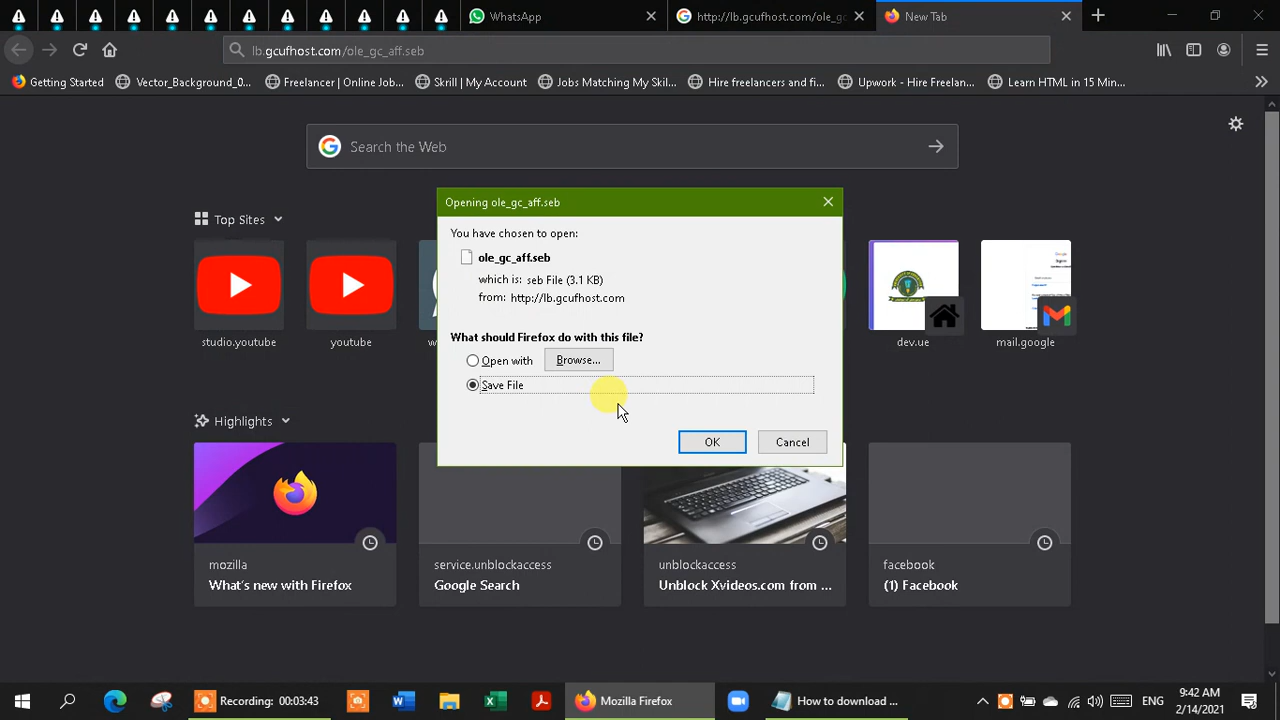 WhatsApp
http://lb.gcufhost.com/ole_gc
New Tab
lb.gcufhost.com/ole_gc_aff.seb
Getting Started
Vector_Background_0...
Freelancer | Online Job...
Skrill | My Account
Jobs Matching My Skil...
Hire freelancers and fi...
Upwork - Hire Freelan...
Learn HTML in 15 Min...
Search the Web
Top Sites
Opening ole_gc_aff.seb
You have chosen to open:
ole_gc_aff.seb
which is: seb File (3.1 KB)
from: http://lb.gcufhost.com
What should Firefox do with this file?
Open with
Browse...
Save File
OK
Cancel
studio.youtube
youtube
w
dev.ue
mail.google
Highlights
mozilla
What's new with Firefox
service.unblockaccess
Google Search
unblockaccess
Unblock Xvideos.com from ...
facebook
(1) Facebook
Recording: 00:03:43
Mozilla Firefox
How to download ...
ENG
9:42 AM
2/14/2021